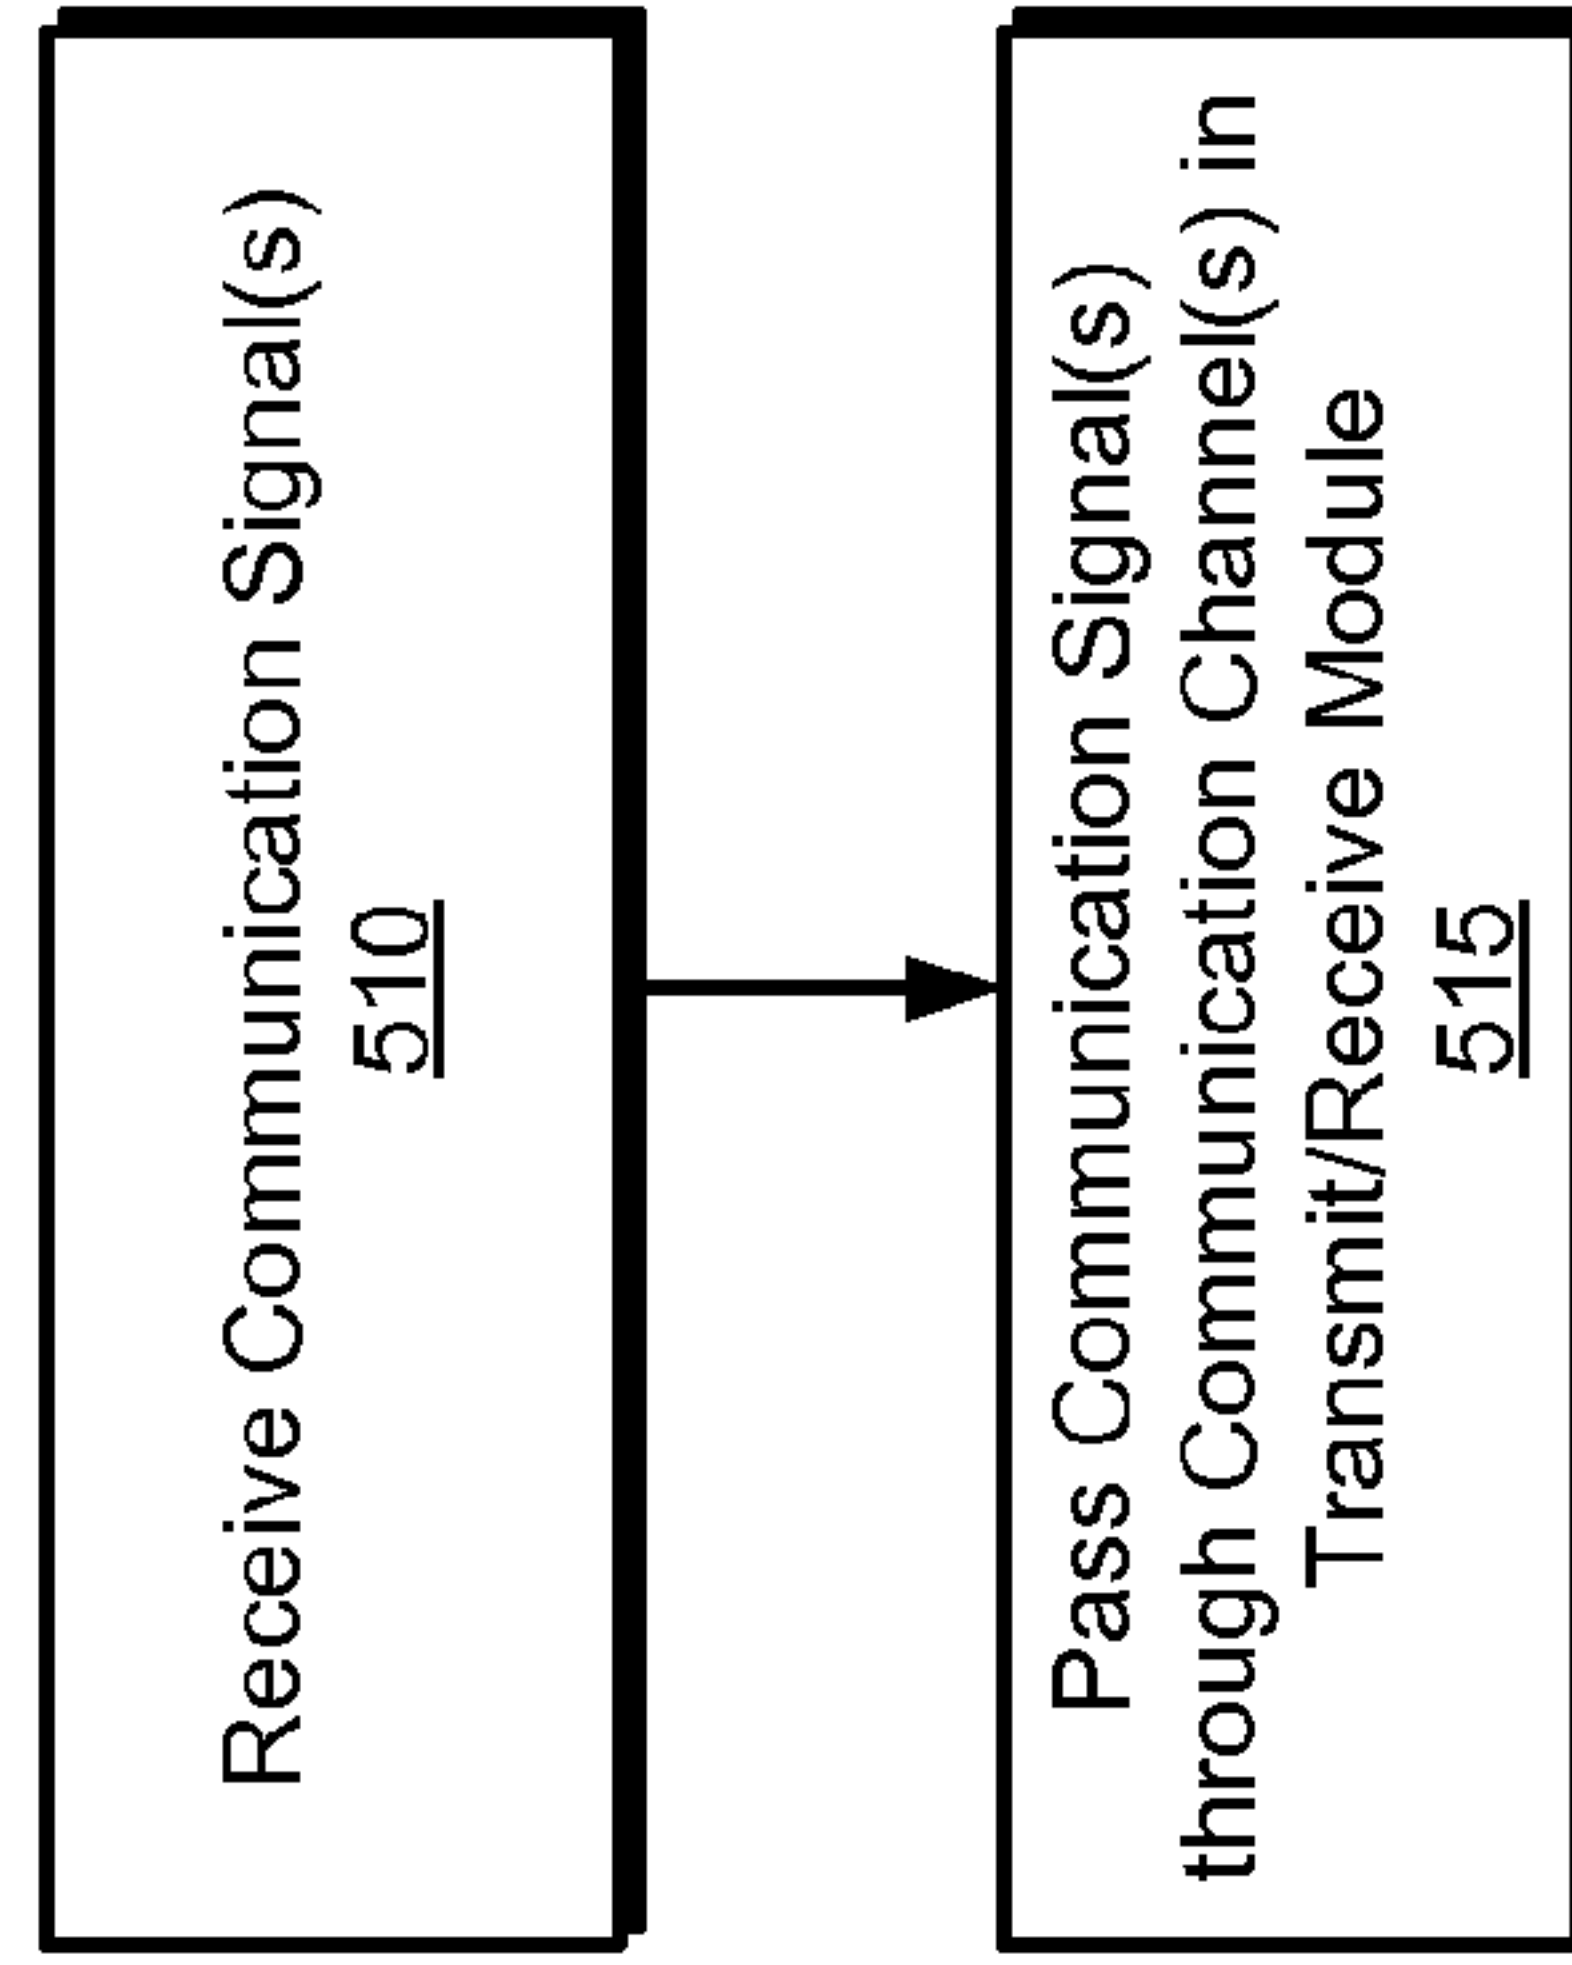 Receive Communication Signal(s)
510
Pass Communication Signal(s)
through Communication Channel(s) in
Transmit/Receive Module
515